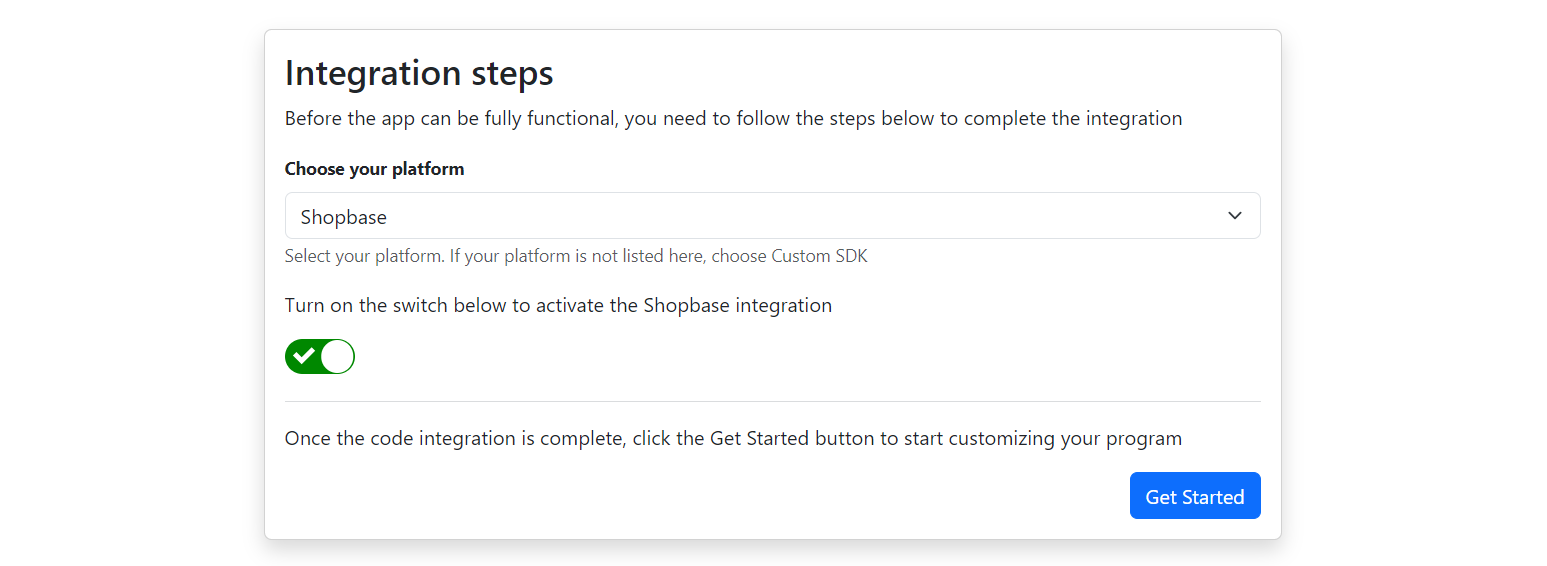 Integration steps
Before the app can be fully functional, you need to follow the steps below to complete the integration
Choose your platform
Shopbase
Select your platform. If your platform is not listed here, choose Custom SDK
Turn on the switch below to activate the Shopbase integration
Once the code integration is complete, click the Get Started button to start customizing your program
Get Started